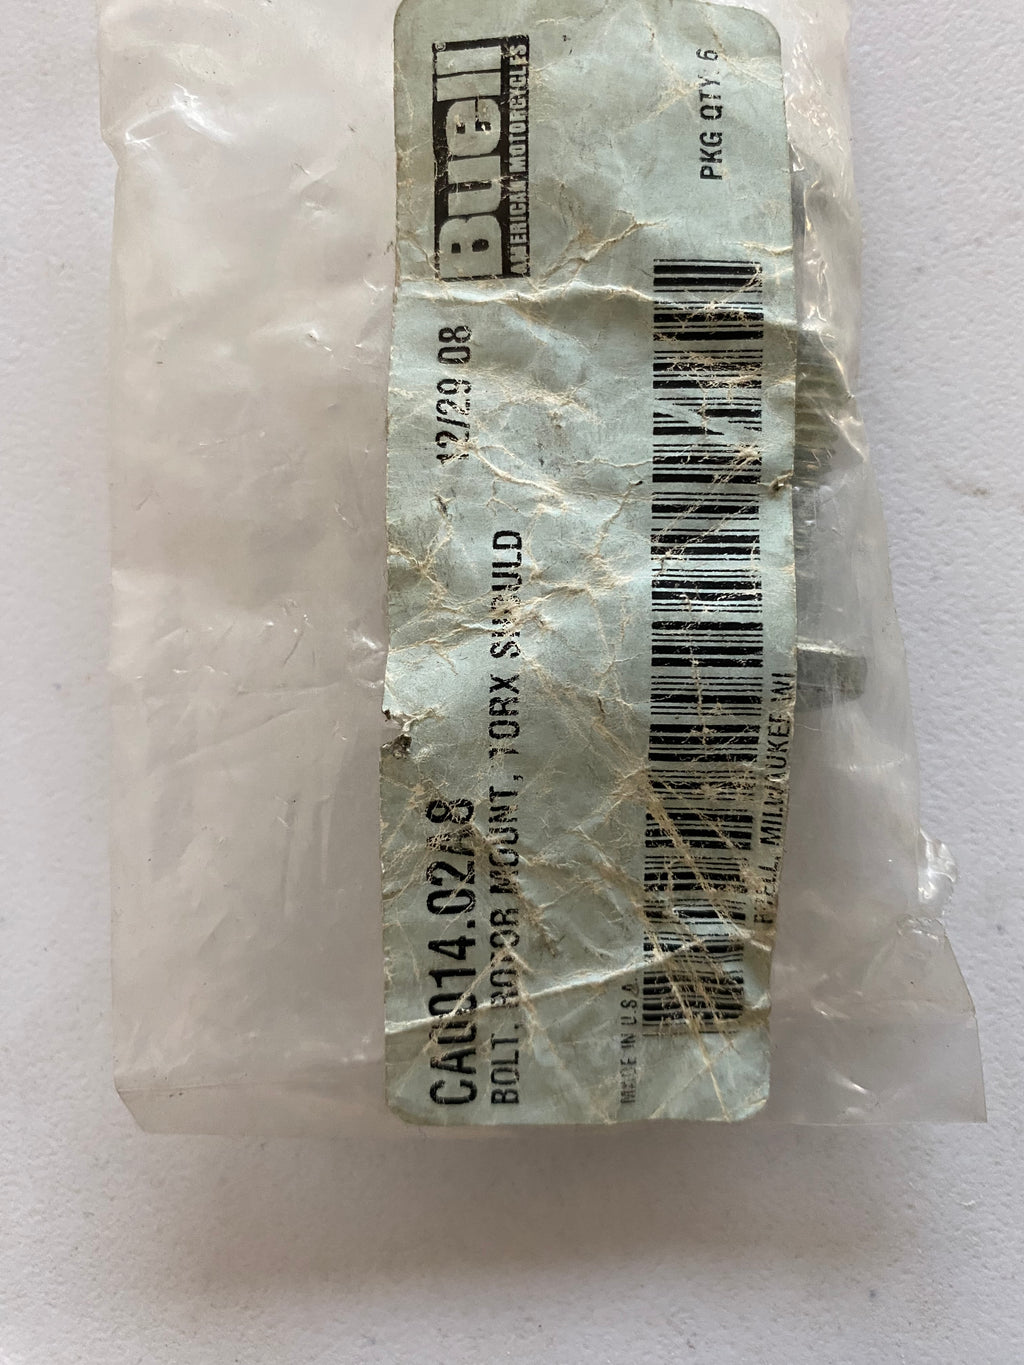 Buell®
AMERICAN MOTORCYCLES
CA0014.02A8
12/29 08
BOLT, ROTOR MOUNT, TORX SHOULD
PKG QTY 6
MADE IN U.S.A.
BUELL, MILWAUKEE WI